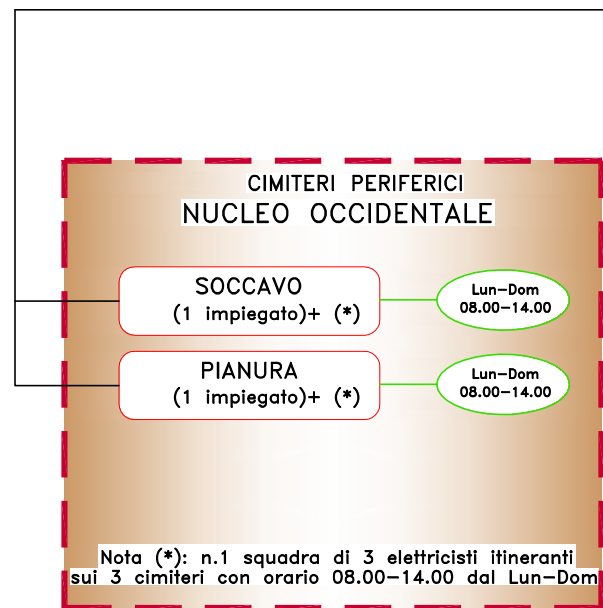 CIMITERI PERIFERICI
NUCLEO OCCIDENTALE
SOCCAVO
(1 impiegato)+ (*)
Lun-Dom
08.00-14.00
PIANURA
(1 impiegato)+ (*)
Lun-Dom
08.00-14.00
Nota (*): n.1 squadra di 3 elettricisti itineranti
sui 3 cimiteri con orario 08.00-14.00 dal Lun-Dom